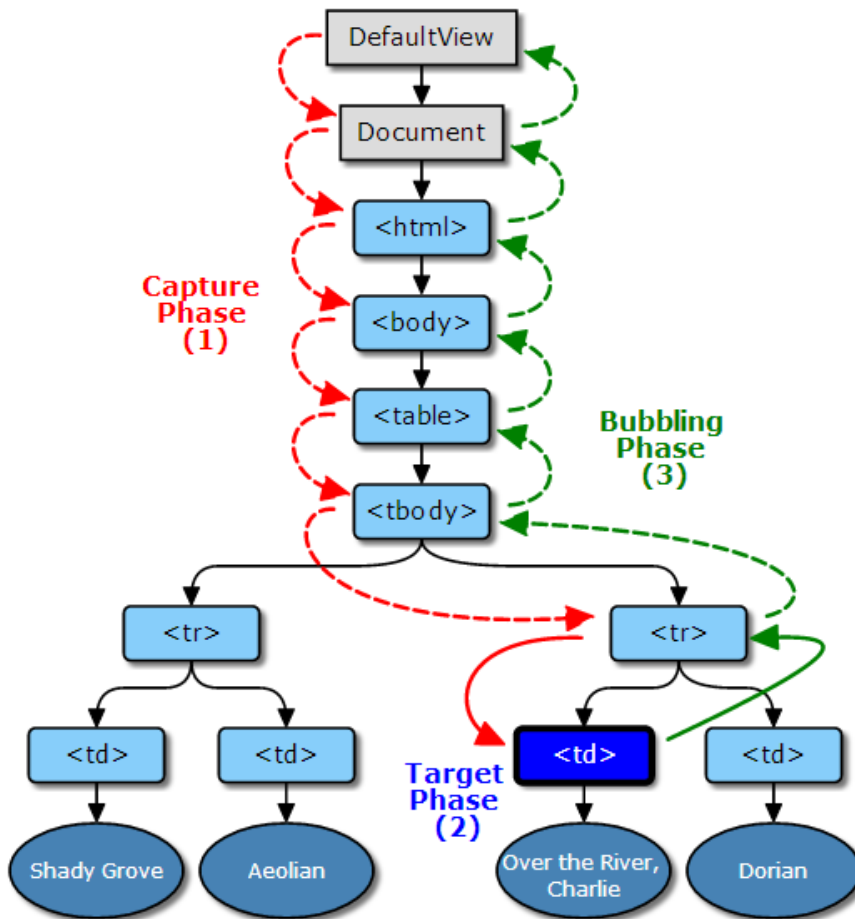 DefaultView
Document
<html>
Capture
Phase
(1)
<body>
<table>
Bubbling
Phase
(3)
<tbody>
<tr>
<tr>
<td>
<td>
<td>
<td>
Target
Phase
(2)
Shady Grove
Aeolian
Over the River,
Charlie
Dorian